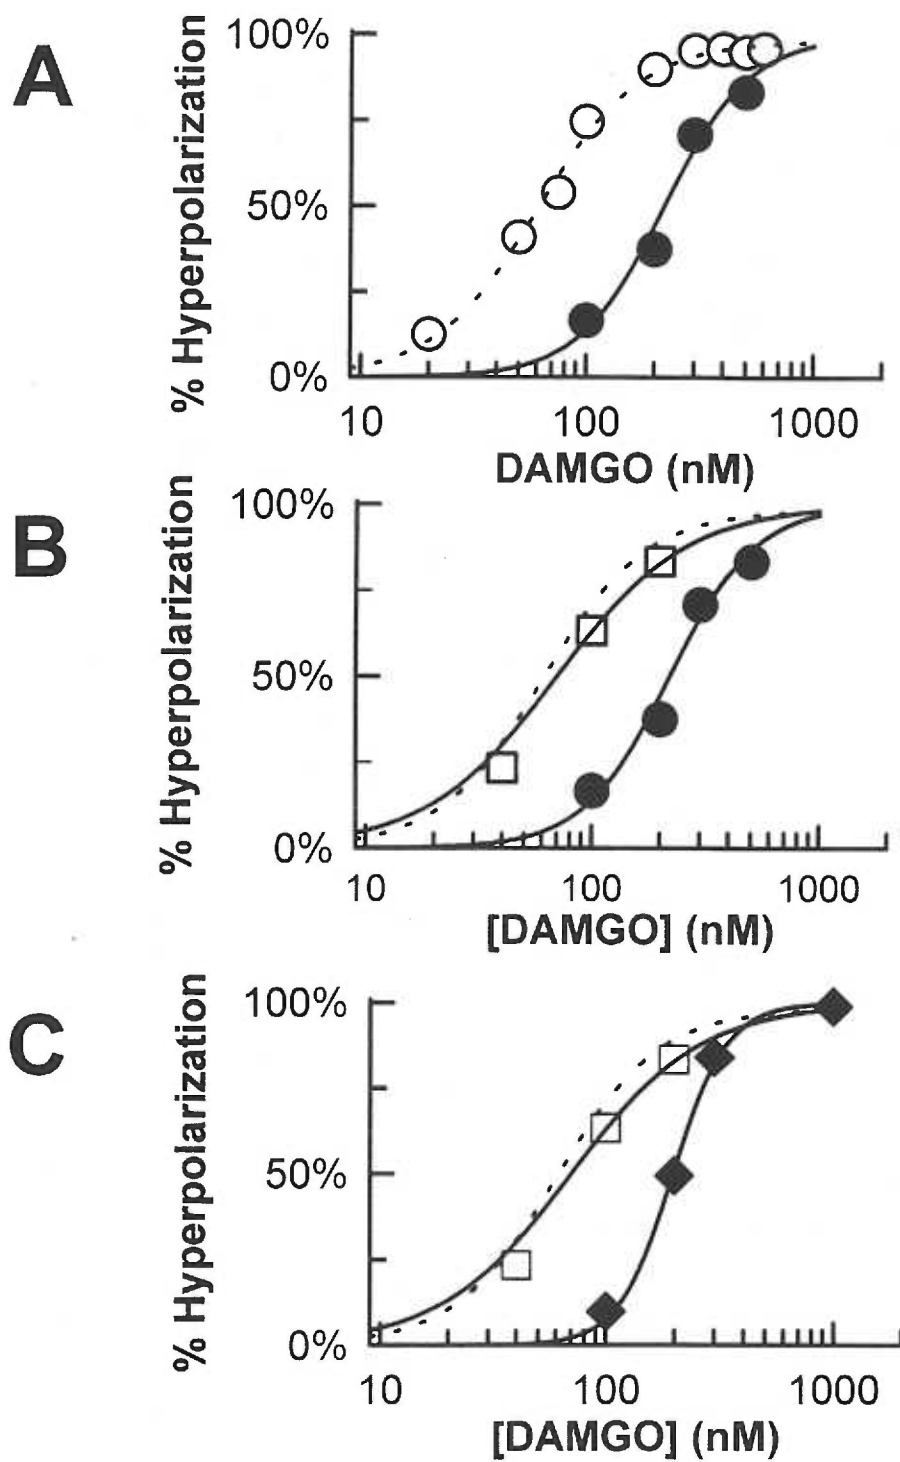 A
% Hyperpolarization
100%
50%
0%
10 100 1000
DAMGO (nM)
B
% Hyperpolarization
100%
50%
0%
10 100 1000
[DAMGO] (nM)
C
% Hyperpolarization
100%
50%
0%
10 100 1000
[DAMGO] (nM)